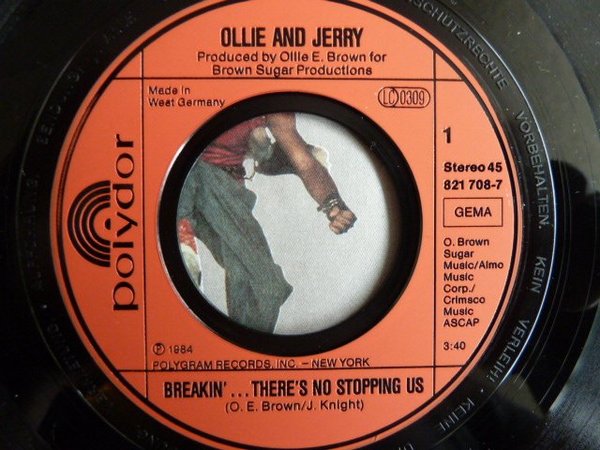 OLLIE AND JERRY
Produced by Ollie E. Brown for
Brown Sugar Productions
Made in
West Germany
LC 0309
1
Stereo 45
821 708-7
GEMA
polydor
O. Brown
Sugar
Music/Almo
Music
Corp./
Crimsco
Music
ASCAP
3:40
Ⓟ 1984
POLYGRAM RECORDS, INC. – NEW YORK
BREAKIN' ... THERE'S NO STOPPING US
(O. E. Brown/J. Knight)
SCHUTZRECHTE VORBEHALTEN. KEIN VERLEIH! KEINE